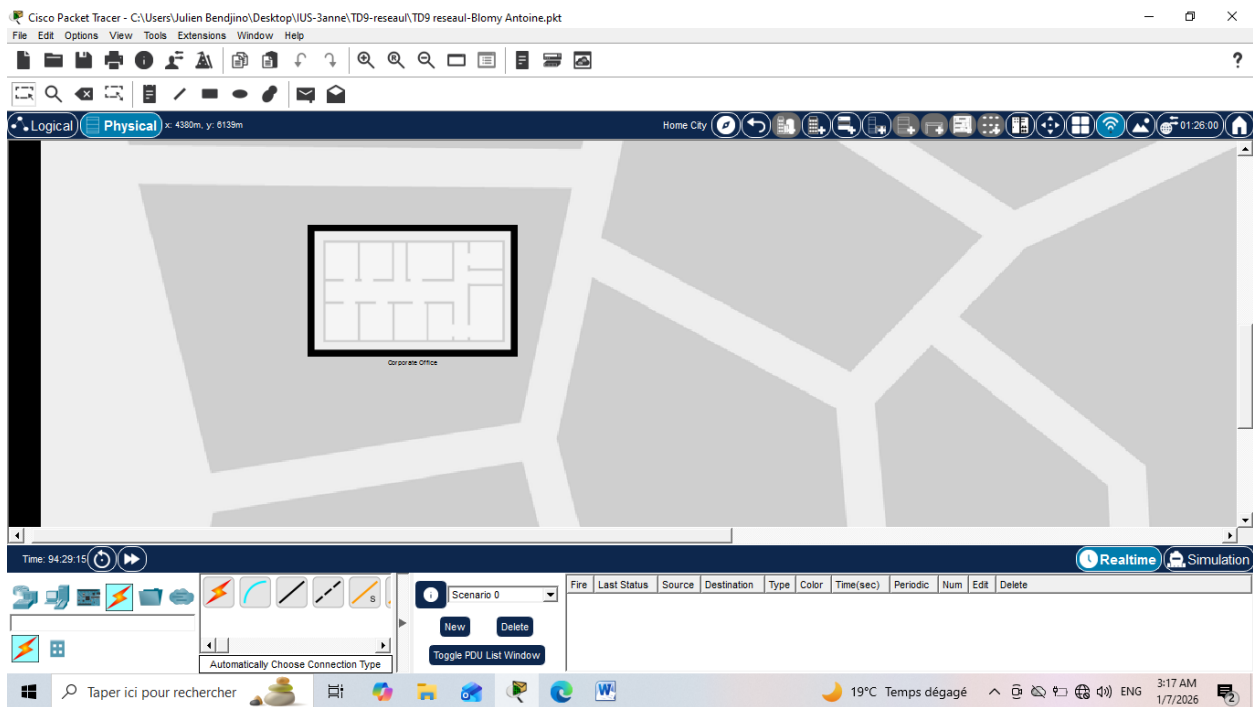 Cisco Packet Tracer - C:\Users\Julien Bendjino\Desktop\IUS-3anne\TD9-reseaul\TD9 reseaul-Blomy Antoine.pkt
File Edit Options View Tools Extensions Window Help
Logical Physical x: 4380m, y: 6139m Home City 01:26:00
Corporate Office
Time: 94:29:15 Realtime Simulation
Scenario 0 Fire Last Status Source Destination Type Color Time(sec) Periodic Num Edit Delete
S
New Delete
Toggle PDU List Window
Automatically Choose Connection Type
Taper ici pour rechercher 19°C Temps dégagé ENG 3:17 AM
1/7/2026 2